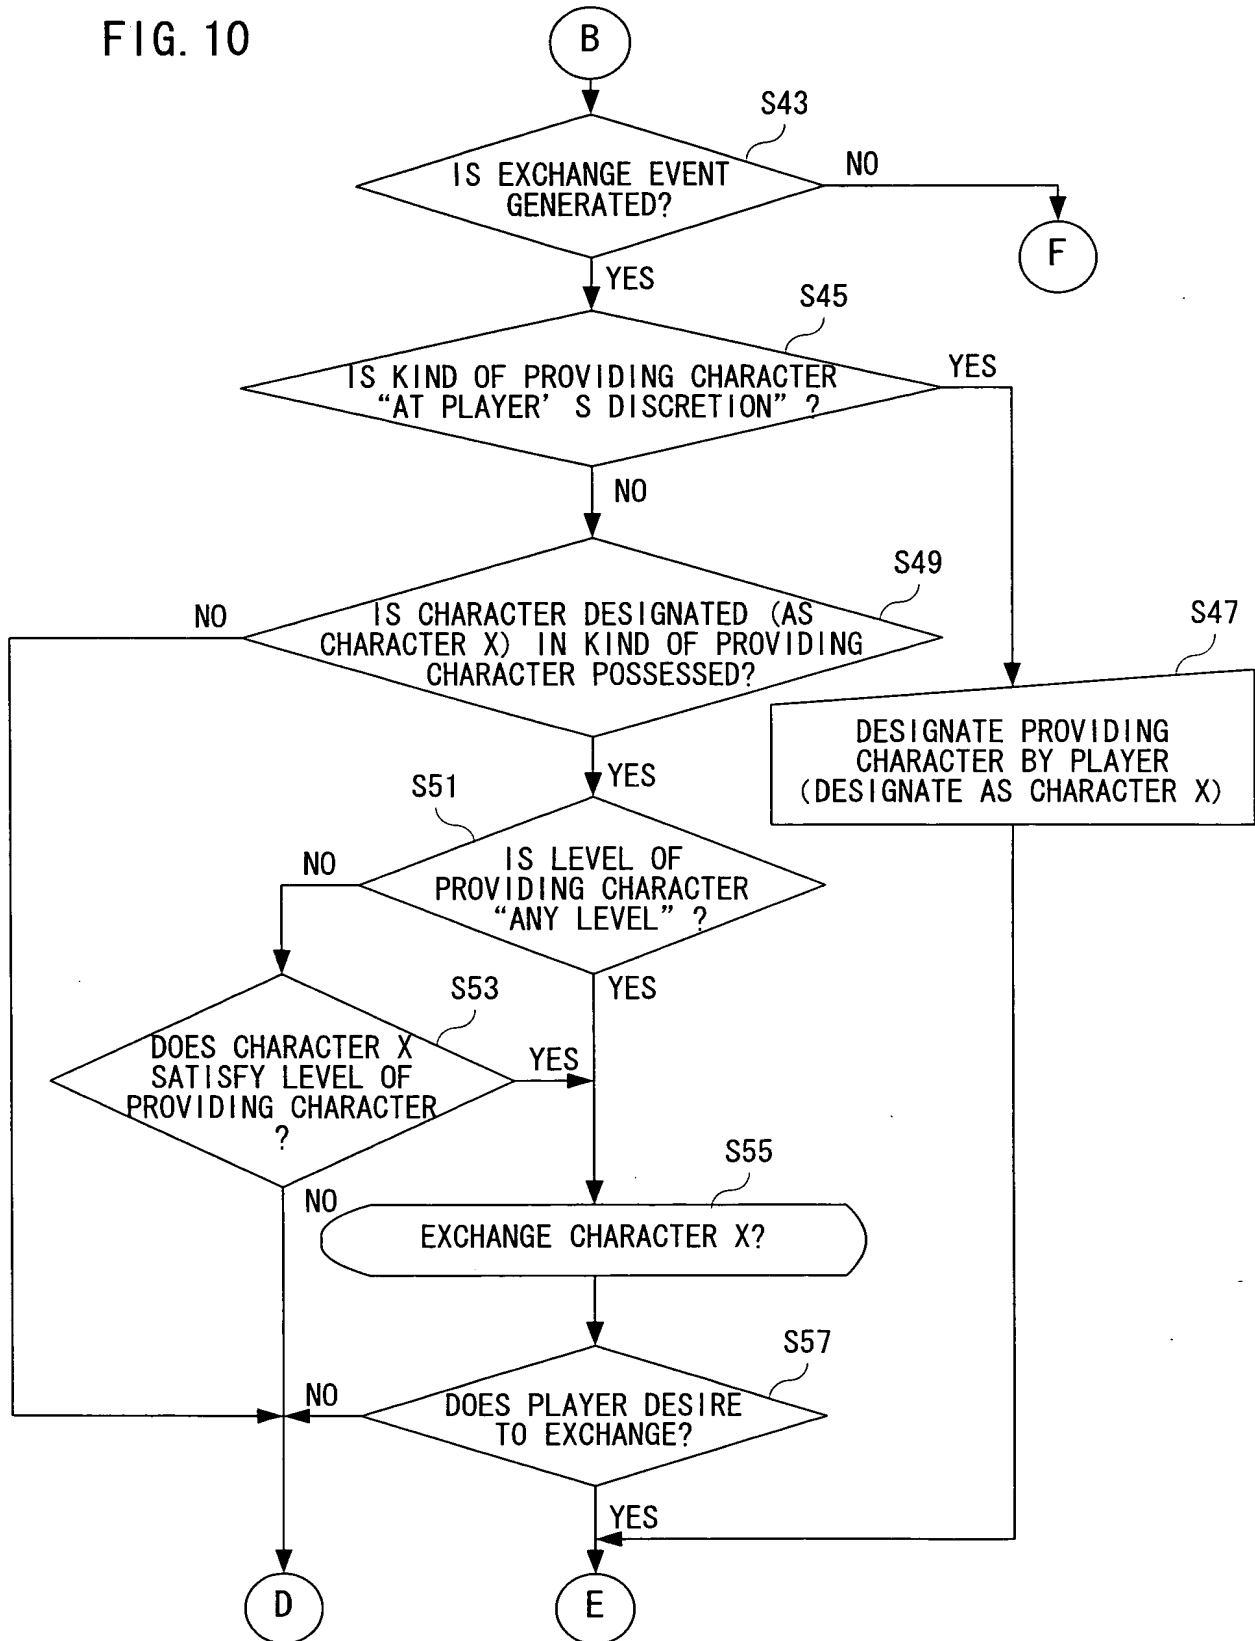 FIG. 10
B
S43
IS EXCHANGE EVENT
GENERATED?
NO
F
YES
S45
IS KIND OF PROVIDING CHARACTER
“AT PLAYER' S DISCRETION” ?
YES
NO
S49
IS CHARACTER DESIGNATED (AS
CHARACTER X) IN KIND OF PROVIDING
CHARACTER POSSESSED?
NO
S47
DESIGNATE PROVIDING
CHARACTER BY PLAYER
(DESIGNATE AS CHARACTER X)
YES
S51
IS LEVEL OF
PROVIDING CHARACTER
“ANY LEVEL” ?
NO
YES
S53
DOES CHARACTER X
SATISFY LEVEL OF
PROVIDING CHARACTER
?
YES
NO
S55
EXCHANGE CHARACTER X?
S57
DOES PLAYER DESIRE
TO EXCHANGE?
NO
YES
D
E